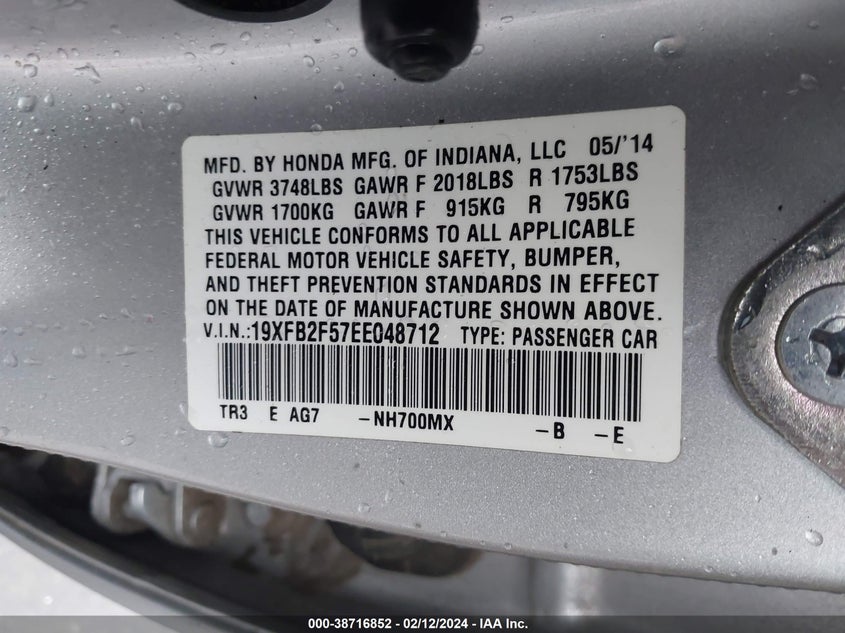 MFD. BY HONDA MFG. OF INDIANA, LLC 05/'14
GVWR 3748LBS GAWR F 2018LBS R 1753LBS
GVWR 1700KG GAWR F 915KG R 795KG
THIS VEHICLE CONFORMS TO ALL APPLICABLE
FEDERAL MOTOR VEHICLE SAFETY, BUMPER,
AND THEFT PREVENTION STANDARDS IN EFFECT
ON THE DATE OF MANUFACTURE SHOWN ABOVE.
V.I.N.:19XFB2F57EE048712 TYPE: PASSENGER CAR
TR3 E AG7 -NH700MX -B -E
000-38716852 - 02/12/2024 - IAA Inc.